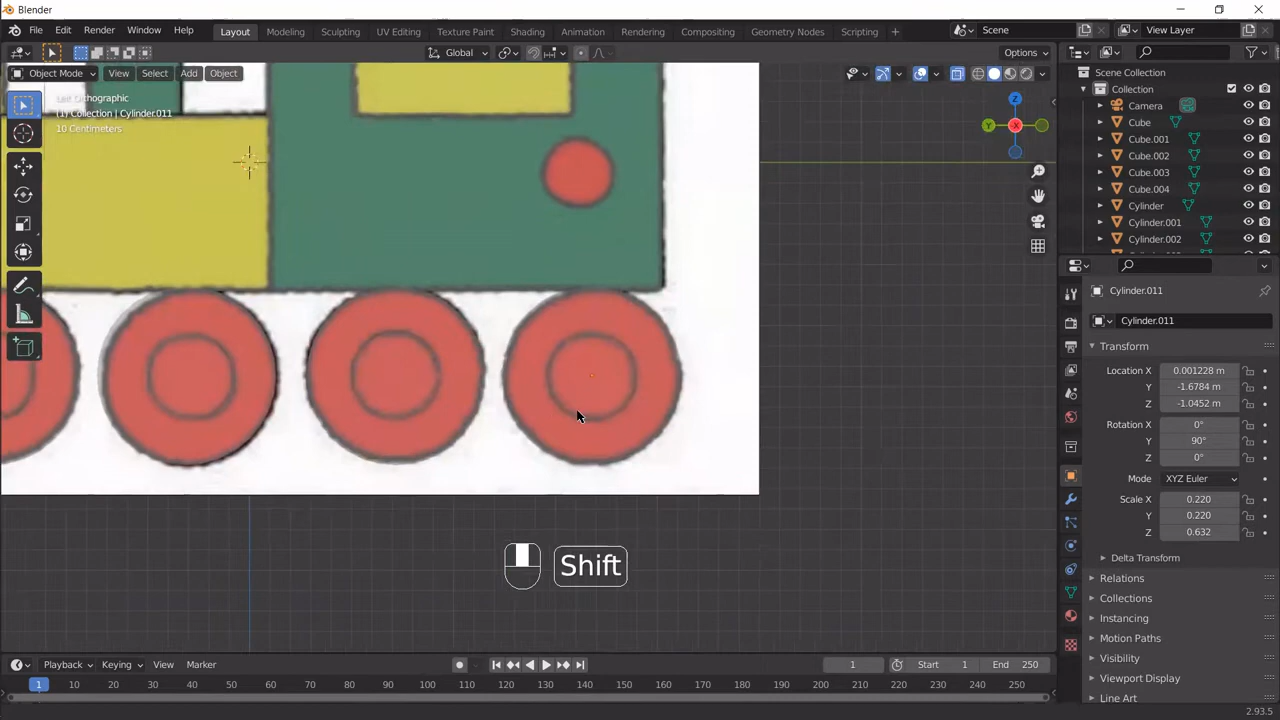 Blender
File Edit Render Window Help Layout Modeling Sculpting UV Editing Texture Paint Shading Animation Rendering Compositing Geometry Nodes Scripting + Scene View Layer
Global Options
Object Mode View Select Add Object
Left Orthographic
(1) Collection | Cylinder.011
10 Centimeters
Z
Y X
Scene Collection
Collection
Camera
Cube
Cube.001
Cube.002
Cube.003
Cube.004
Cylinder
Cylinder.001
Cylinder.002
Cylinder.011
Cylinder.011
Transform
Location X 0.001228 m
Y -1.6784 m
Z -1.0452 m
Rotation X 0°
Y 90°
Z 0°
Mode XYZ Euler
Scale X 0.220
Y 0.220
Z 0.632
Delta Transform
Relations
Collections
Instancing
Motion Paths
Visibility
Viewport Display
Line Art
Shift
Playback Keying View Marker 1 Start 1 End 250
1 10 20 30 40 50 60 70 80 90 100 110 120 130 140 150 160 170 180 190 200 210 220 230 240 250
2.93.5